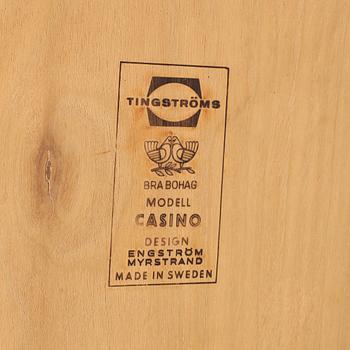 TINGSTRÖMS
BRA BOHAG
MODELL
CASINO
DESIGN
ENGSTRÖM
MYRSTRAND
MADE IN SWEDEN